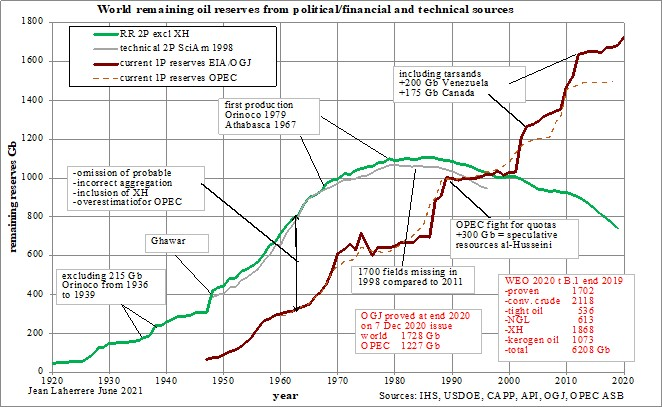 World remaining oil reserves from political/financial and technical sources
1800
1600
1400
1200
1000
800
600
400
200
0
remaining reserves Gb
RR 2P excl XH
technical 2P SciAm 1998
current 1P reserves EIA/OGJ
current 1P reserves OPEC
including tarsands
+200 Gb Venezuela
+175 Gb Canada
first production
Orinoco 1979
Athabasca 1967
-omission of probable
-incorrect aggregation
-inclusion of XH
-overestimatiofor OPEC
Ghawar
OPEC fight for quotas
+300 Gb = speculative
resources al-Husseini
excluding 215 Gb
Orinoco from 1936
to 1939
1700 fields missing in
1998 compared to 2011
OGJ proved at end 2020
on 7 Dec 2020 issue
world 1728 Gb
OPEC 1227 Gb
WEO 2020 t B.1 end 2019
-proven 1702
-conv. crude 2118
-tight oil 536
-NGL 613
-XH 1868
-kerogen oil 1073
-total 6208 Gb
1920 1930 1940 1950 1960 1970 1980 1990 2000 2010 2020
Jean Laherrere June 2021
year
Sources: IHS, USDOE, CAPP, API, OGJ, OPEC ASB